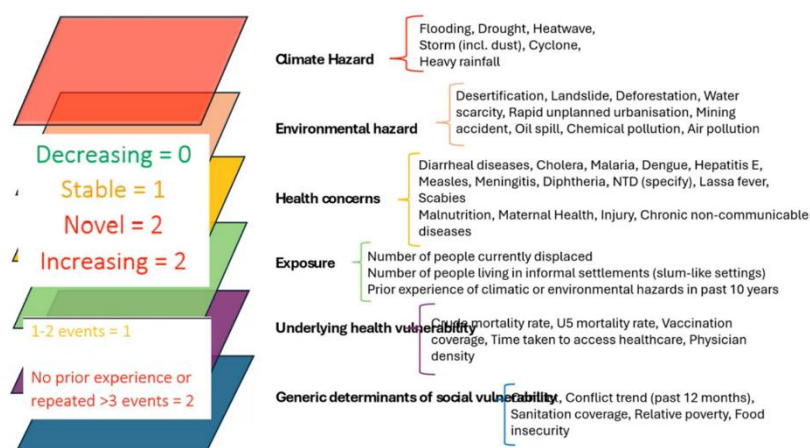 Climate Hazard
Flooding, Drought, Heatwave,
Storm (incl. dust), Cyclone,
Heavy rainfall
Environmental hazard
Desertification, Landslide, Deforestation, Water
scarcity, Rapid unplanned urbanisation, Mining
accident, Oil spill, Chemical pollution, Air pollution
Decreasing = 0
Stable = 1
Novel = 2
Increasing = 2
Health concerns
Diarrheal diseases, Cholera, Malaria, Dengue, Hepatitis E,
Measles, Meningitis, Diphtheria, NTD (specify), Lassa fever,
Scabies
Malnutrition, Maternal Health, Injury, Chronic non-communicable
diseases
Exposure
Number of people currently displaced
Number of people living in informal settlements (slum-like settings)
Prior experience of climatic or environmental hazards in past 10 years
1-2 events = 1
No prior experience or
repeated >3 events = 2
Underlying health vulnerability
Crude mortality rate, U5 mortality rate, Vaccination
coverage, Time taken to access healthcare, Physician
density
Generic determinants of social vulnerability
Conflict trend (past 12 months),
Sanitation coverage, Relative poverty, Food
insecurity